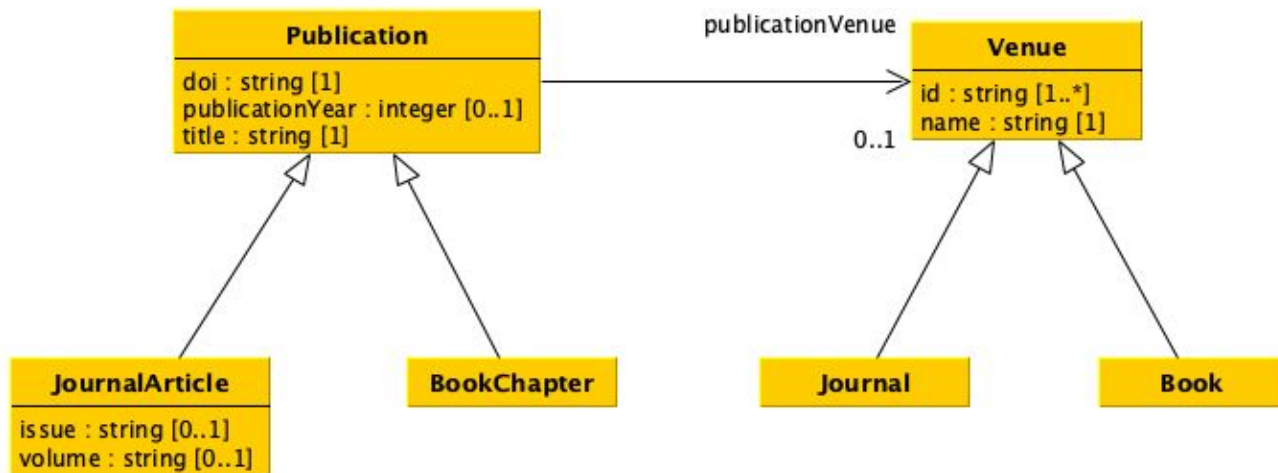 Publication
doi : string [1]
publicationYear : integer [0..1]
title : string [1]
publicationVenue
0..1
Venue
id : string [1..*]
name : string [1]
JournalArticle
issue : string [0..1]
volume : string [0..1]
BookChapter
Journal
Book